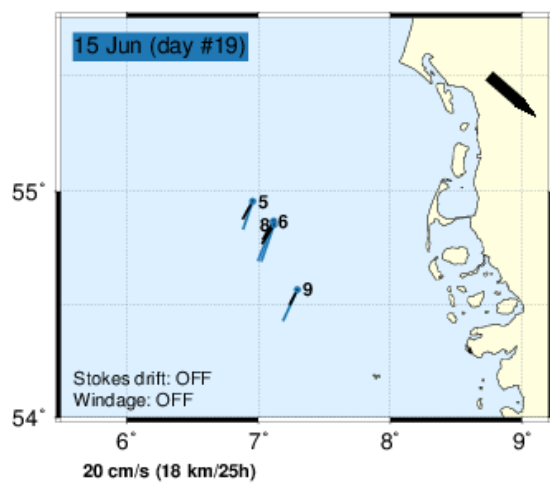 15 Jun (day #19)
55°
5
8 6
9
Stokes drift: OFF
Windage: OFF
54°
6° 7° 8° 9°
20 cm/s (18 km/25h)